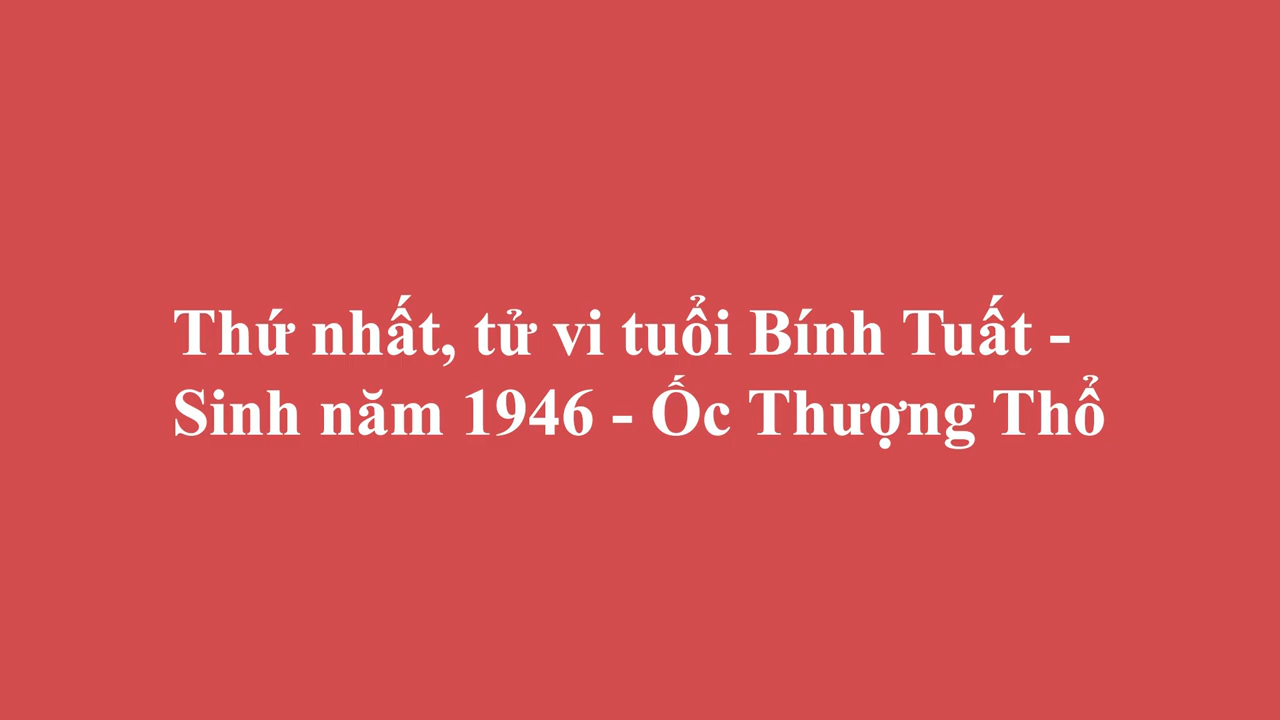 Thứ nhất, tử vi tuổi Bính Tuất -
Sinh năm 1946 - Ốc Thượng Thổ